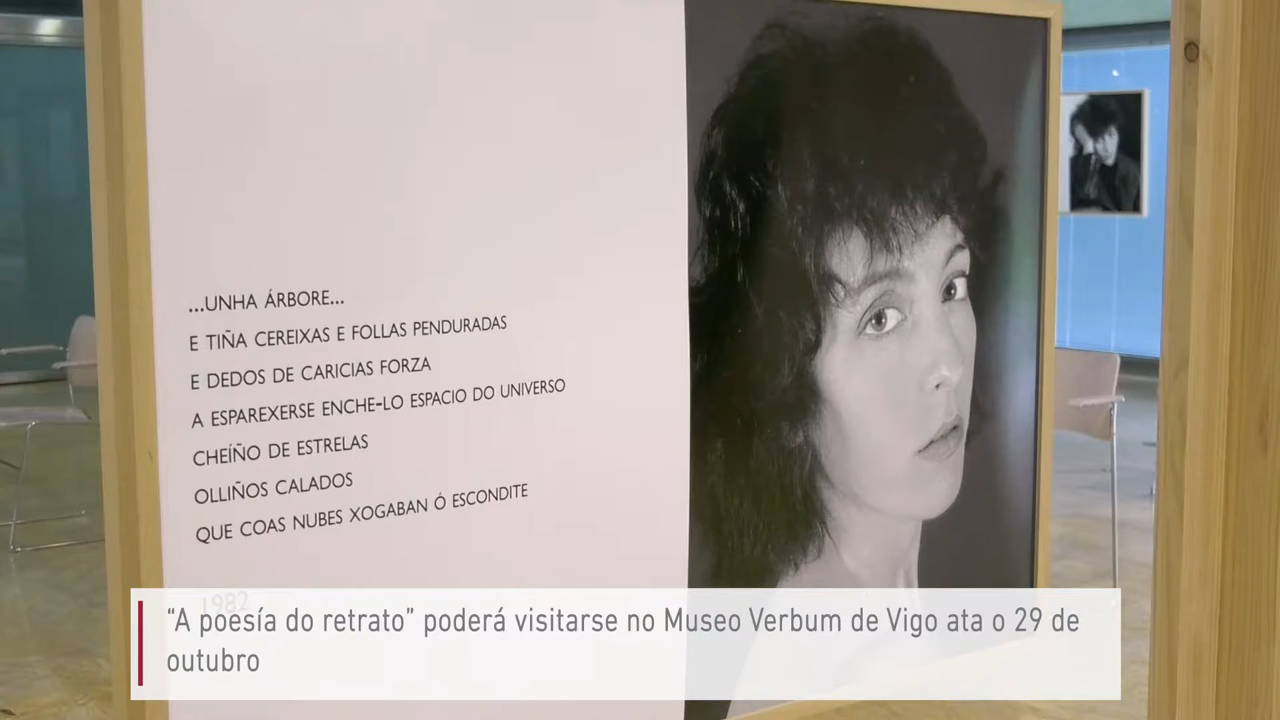 ...UNHA ÁRBORE...
E TIÑA CEREIXAS E FOLLAS PENDURADAS
E DEDOS DE CARICIAS FORZA
A ESPAREXERSE ENCHE-LO ESPACIO DO UNIVERSO
CHEÍÑO DE ESTRELAS
OLLIÑOS CALADOS
QUE COAS NUBES XOGABAN Ó ESCONDITE
1982
“A poesía do retrato” poderá visitarse no Museo Verbum de Vigo ata o 29 de
outubro